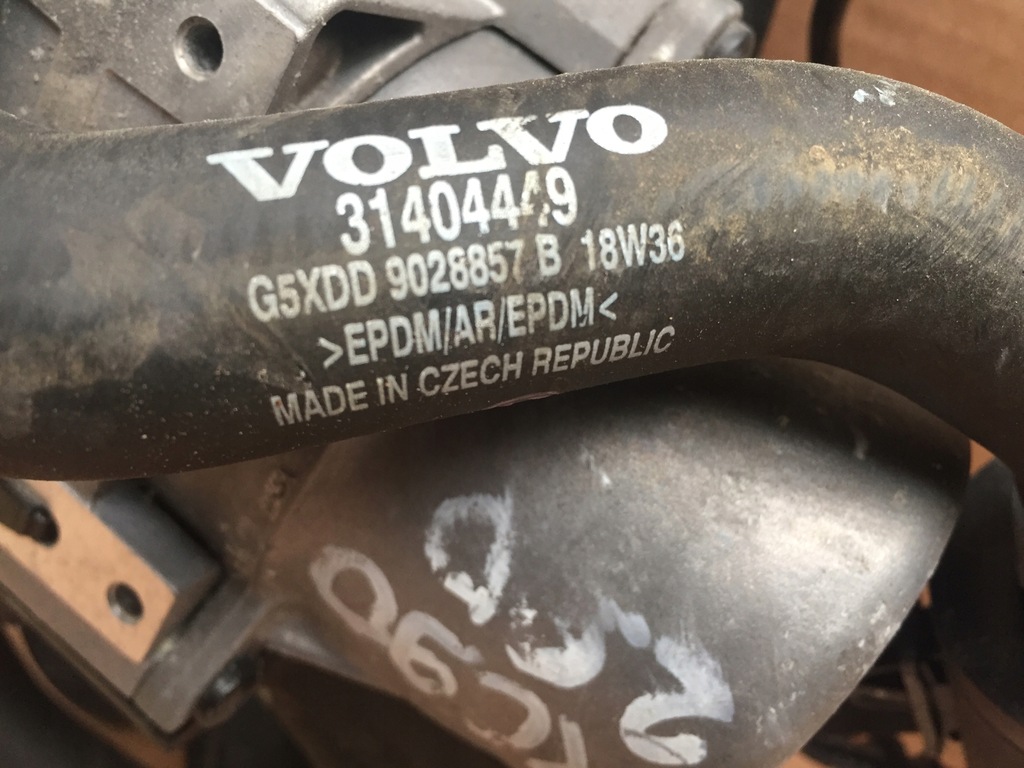 VOLVO
31404449
G5XDD 9028857 B 18W36
>EPDM/AR/EPDM<
MADE IN CZECH REPUBLIC